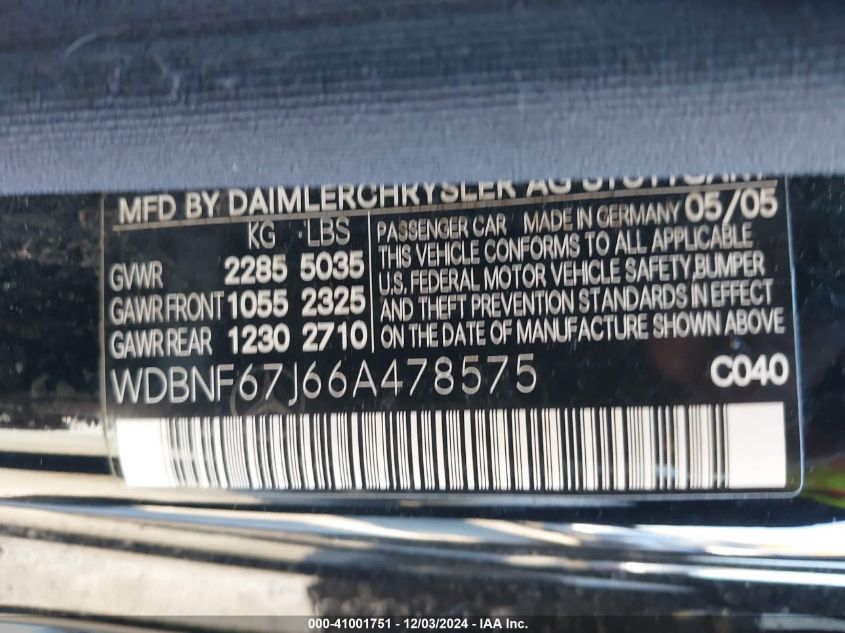 MFD BY DAIMLERCHRYSLER AG STUTTGART
KG LBS
GVWR 2285 5035
GAWR FRONT 1055 2325
GAWR REAR 1230 2710
PASSENGER CAR MADE IN GERMANY 05/05
THIS VEHICLE CONFORMS TO ALL APPLICABLE
U.S. FEDERAL MOTOR VEHICLE SAFETY,BUMPER
AND THEFT PREVENTION STANDARDS IN EFFECT
ON THE DATE OF MANUFACTURE SHOWN ABOVE
WDBNF67J66A478575 C040
000-41001751 - 12/03/2024 - IAA Inc.